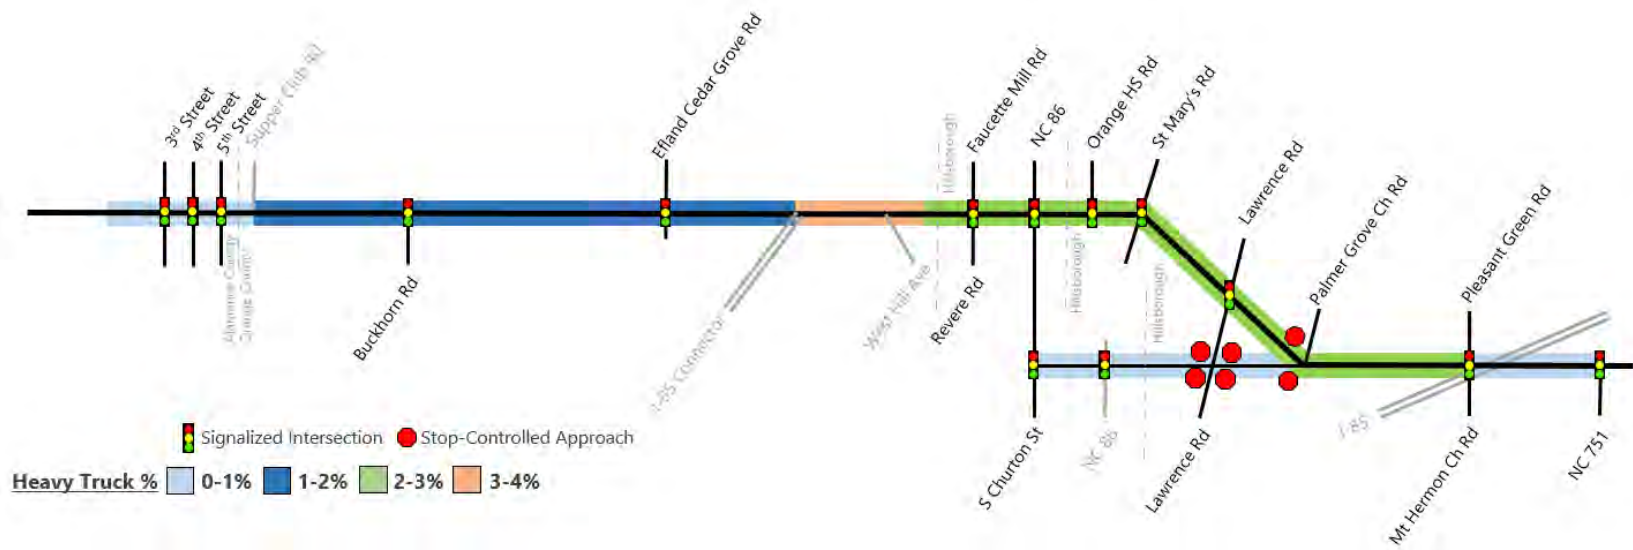 3rd Street
4th Street
5th Street
Supper Club Rd
Efland Cedar Grove Rd
Hillsborough
Faucette Mill Rd
NC 86
Orange HS Rd
St Mary's Rd
Lawrence Rd
Palmer Grove Ch Rd
Pleasant Green Rd
Alamance County
Orange County
Buckhorn Rd
I-85 Connector
West Hill Ave
Revere Rd
Hillsborough
Hillsborough
S Churton St
NC 86
Lawrence Rd
I-85
Mt Hermon Ch Rd
NC 751
Signalized Intersection
Stop-Controlled Approach
Heavy Truck % 0-1% 1-2% 2-3% 3-4%